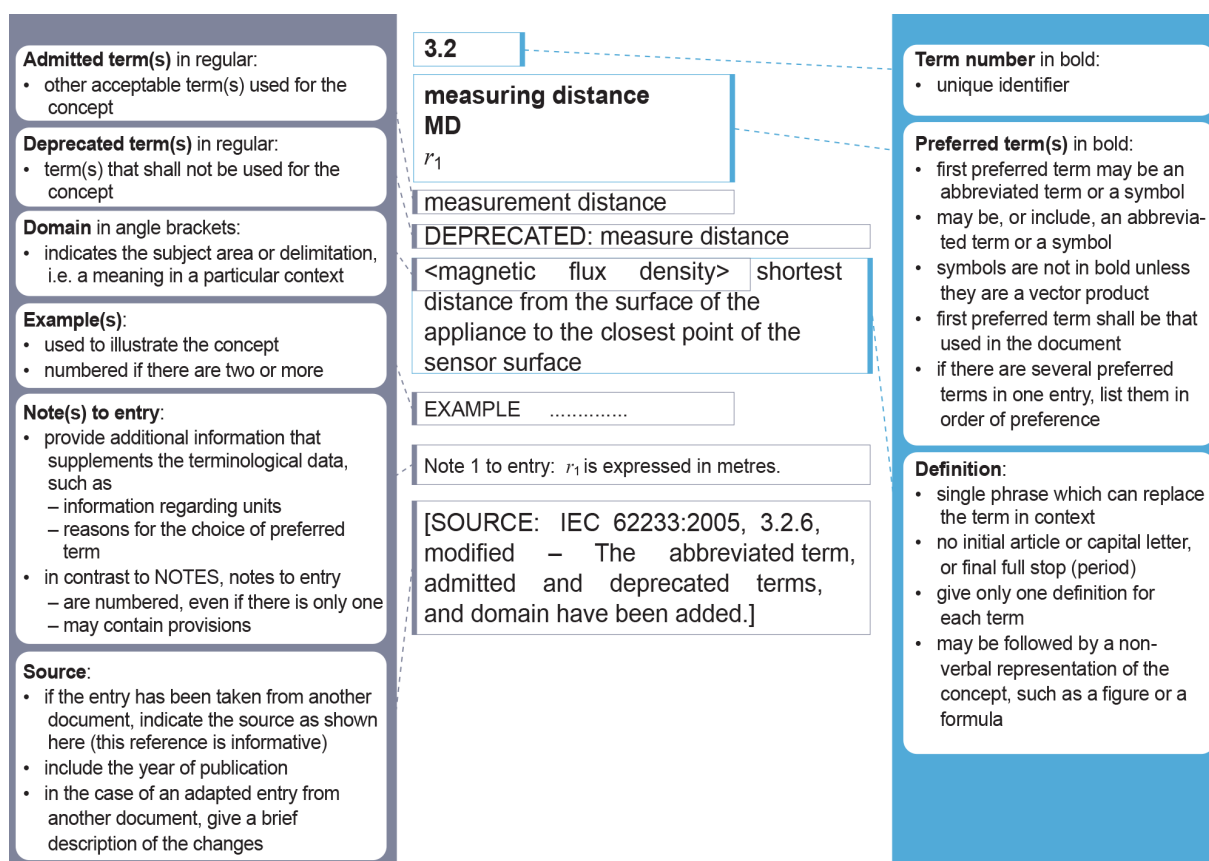 Admitted term(s) in regular:
• other acceptable term(s) used for the
concept
Deprecated term(s) in regular:
• term(s) that shall not be used for the
concept
Domain in angle brackets:
• indicates the subject area or delimitation,
i.e. a meaning in a particular context
Example(s):
• used to illustrate the concept
• numbered if there are two or more
Note(s) to entry:
• provide additional information that
supplements the terminological data,
such as
– information regarding units
– reasons for the choice of preferred
term
• in contrast to NOTES, notes to entry
– are numbered, even if there is only one
– may contain provisions
Source:
• if the entry has been taken from another
document, indicate the source as shown
here (this reference is informative)
• include the year of publication
• in the case of an adapted entry from
another document, give a brief
description of the changes
3.2
measuring distance
MD
r1
measurement distance
DEPRECATED: measure distance
<magnetic flux density> shortest
distance from the surface of the
appliance to the closest point of the
sensor surface
EXAMPLE ..............
Note 1 to entry: r1 is expressed in metres.
[SOURCE: IEC 62233:2005, 3.2.6,
modified – The abbreviated term,
admitted and deprecated terms,
and domain have been added.]
Term number in bold:
• unique identifier
Preferred term(s) in bold:
• first preferred term may be an
abbreviated term or a symbol
• may be, or include, an abbrevia-
ted term or a symbol
• symbols are not in bold unless
they are a vector product
• first preferred term shall be that
used in the document
• if there are several preferred
terms in one entry, list them in
order of preference
Definition:
• single phrase which can replace
the term in context
• no initial article or capital letter,
or final full stop (period)
• give only one definition for
each term
• may be followed by a non-
verbal representation of the
concept, such as a figure or a
formula